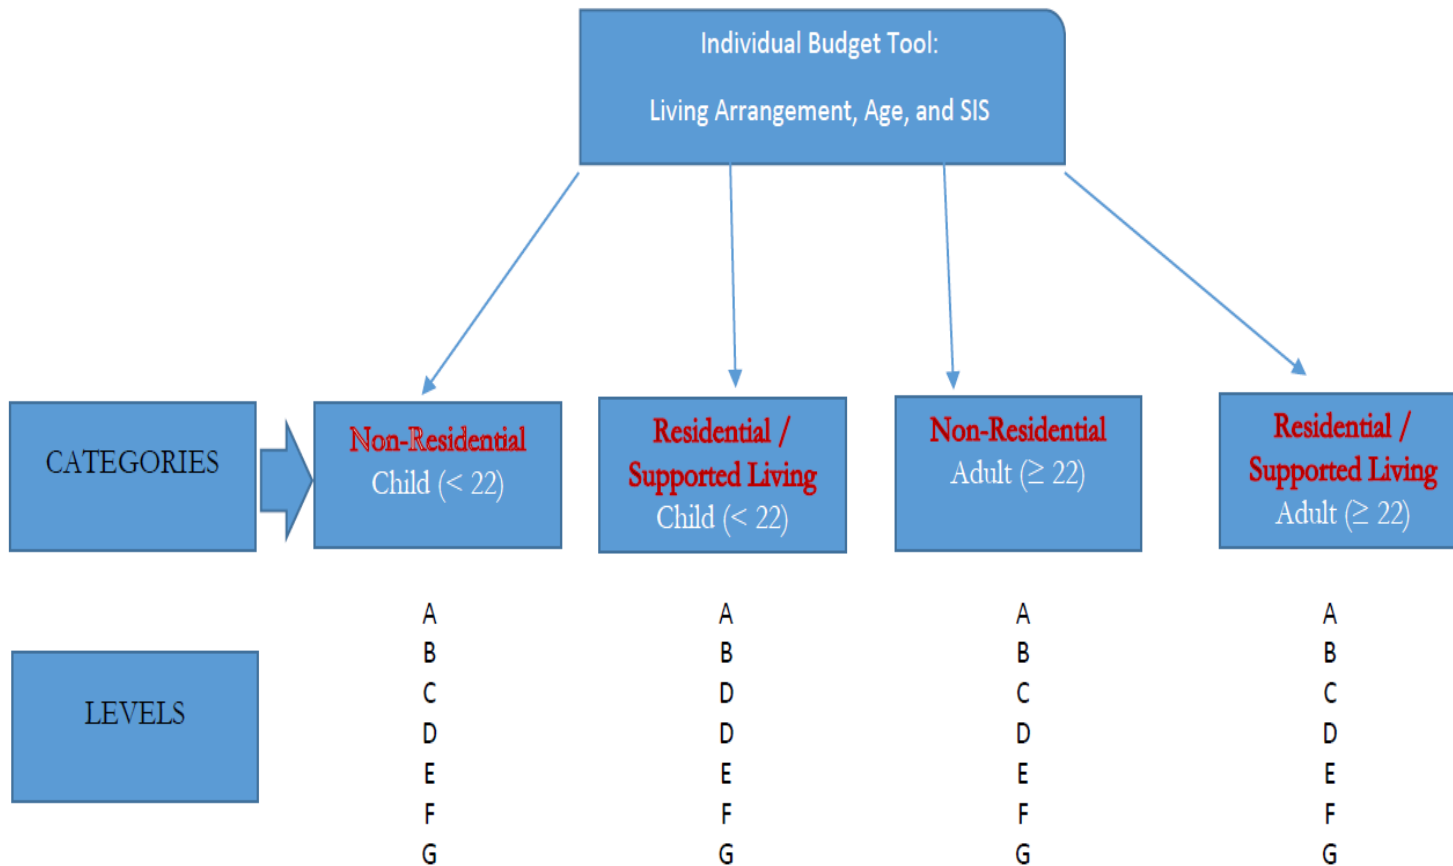 Individual Budget Tool:
Living Arrangement, Age, and SIS
CATEGORIES
Non-Residential
Child (< 22)
Residential /
Supported Living
Child (< 22)
Non-Residential
Adult (≥ 22)
Residential /
Supported Living
Adult (≥ 22)
LEVELS
A
B
C
D
E
F
G
A
B
D
D
E
F
G
A
B
C
D
E
F
G
A
B
C
D
E
F
G